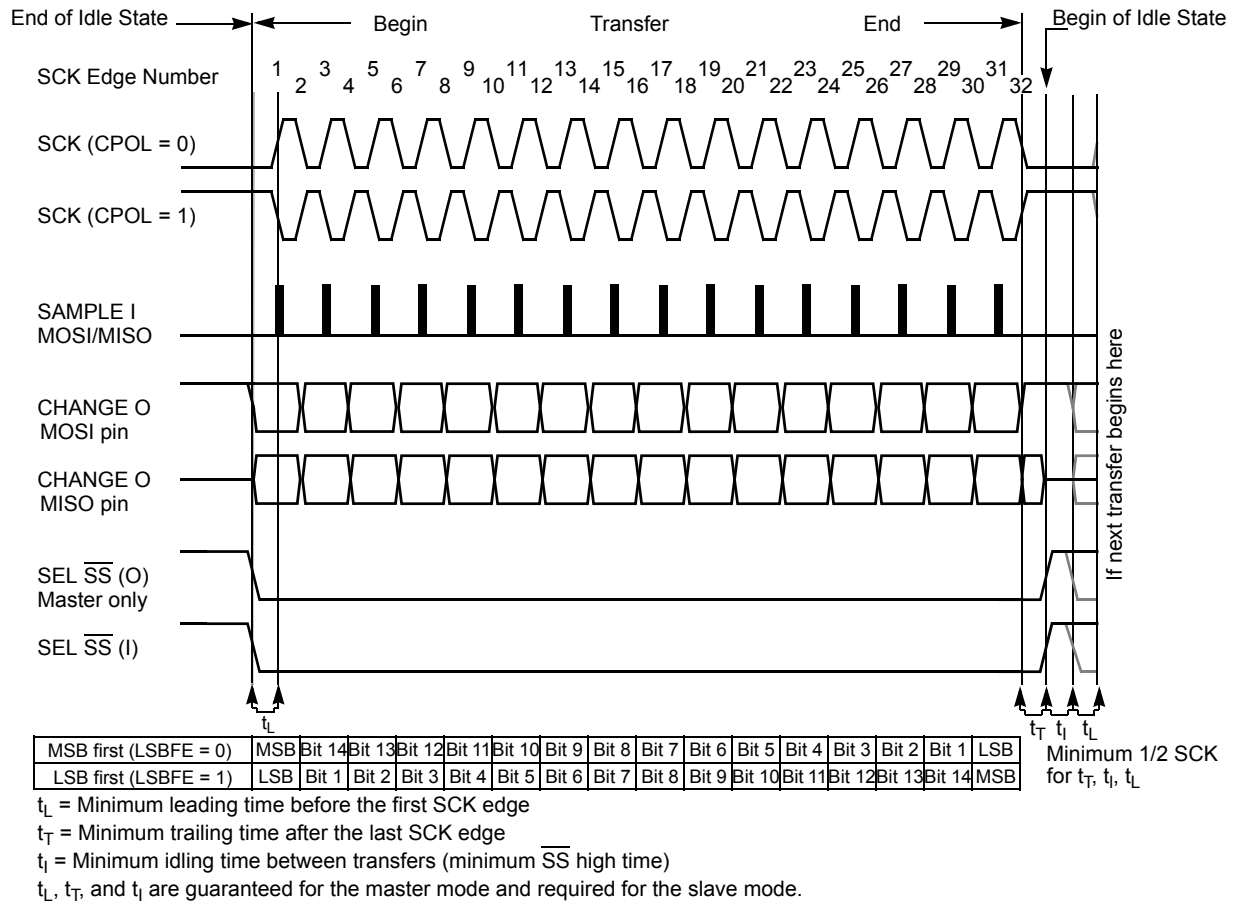 End of Idle State
Begin
Transfer
End
Begin of Idle State
SCK Edge Number
1 2 3 4 5 6 7 8 9 10 11 12 13 14 15 16 17 18 19 20 21 22 23 24 25 26 27 28 29 30 31 32
SCK (CPOL = 0)
SCK (CPOL = 1)
SAMPLE I
MOSI/MISO
CHANGE O
MOSI pin
CHANGE O
MISO pin
SEL S̅S̅ (O)
Master only
SEL S̅S̅ (I)
If next transfer begins here
tL
tT tI tL
MSB first (LSBFE = 0) MSB Bit 14 Bit 13 Bit 12 Bit 11 Bit 10 Bit 9 Bit 8 Bit 7 Bit 6 Bit 5 Bit 4 Bit 3 Bit 2 Bit 1 LSB
LSB first (LSBFE = 1) LSB Bit 1 Bit 2 Bit 3 Bit 4 Bit 5 Bit 6 Bit 7 Bit 8 Bit 9 Bit 10 Bit 11 Bit 12 Bit 13 Bit 14 MSB
Minimum 1/2 SCK
for tT, tI, tL
tL = Minimum leading time before the first SCK edge
tT = Minimum trailing time after the last SCK edge
tI = Minimum idling time between transfers (minimum S̅S̅ high time)
tL, tT, and tI are guaranteed for the master mode and required for the slave mode.